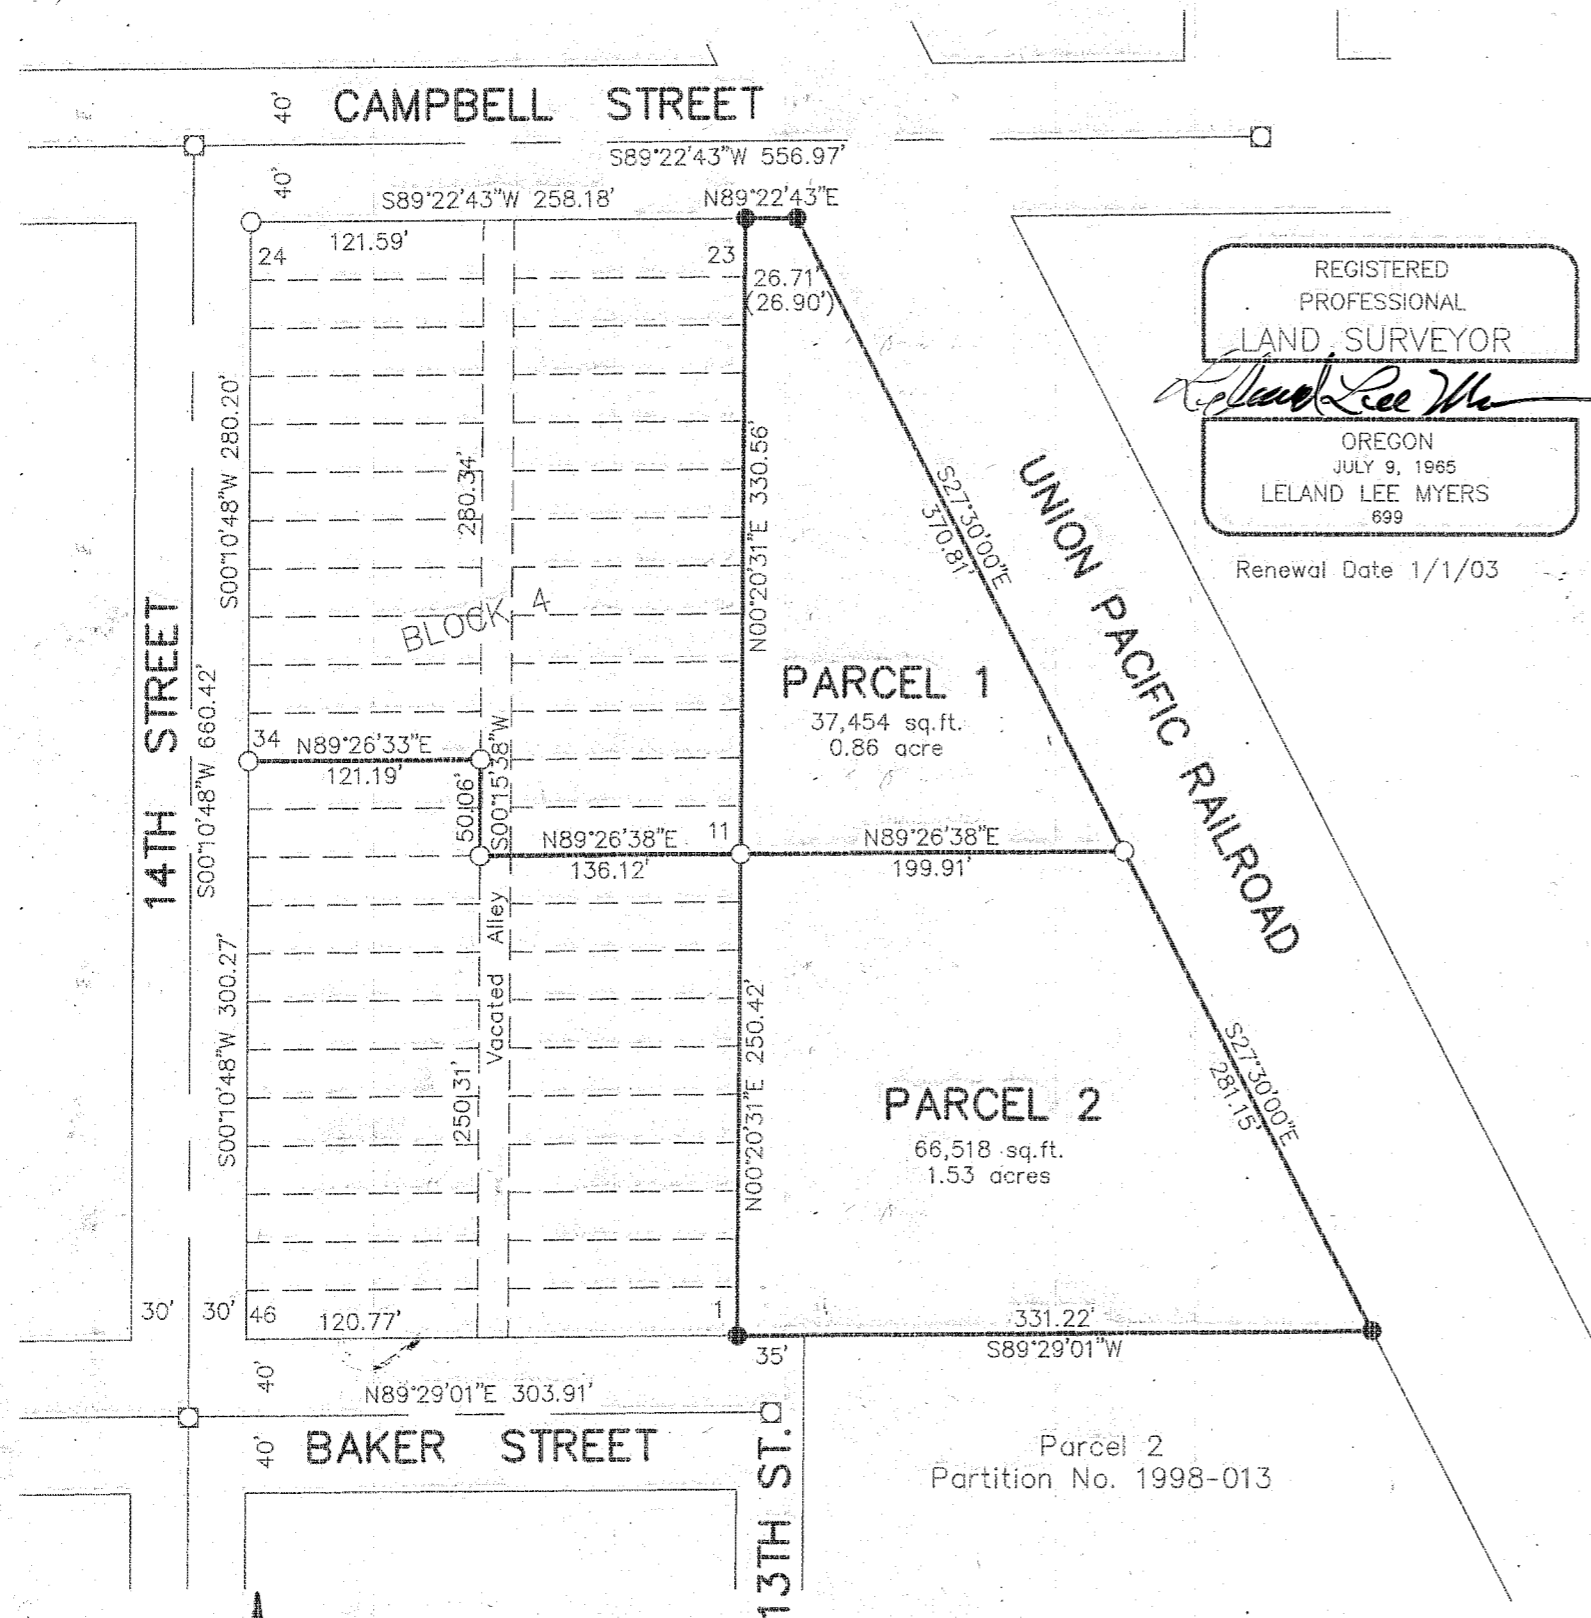 40'
CAMPBELL STREET
S89°22'43"W 556.97'
40'
S89°22'43"W 258.18'
N89°22'43"E
121.59'
24
23
26.71'
(26.90')
REGISTERED
PROFESSIONAL
LAND SURVEYOR
OREGON
JULY 9, 1965
LELAND LEE MYERS
699
Renewal Date 1/1/03
S00°10'48"W 280.20'
280.34'
N00°20'31"E 330.56'
S27°30'00"E
370.81'
UNION PACIFIC RAILROAD
BLOCK 4
14TH STREET
S00°10'48"W 660.42'
PARCEL 1
37,454 sq.ft.
0.86 acre
34
N89°26'33"E
121.19'
50.06'
S00°15'38"W
N89°26'38"E
136.12'
11
N89°26'38"E
199.91'
Vacated Alley
S00°10'48"W 300.27'
250.31'
N00°20'31"E 250.42'
S27°30'00"E
281.15'
PARCEL 2
66,518 sq.ft.
1.53 acres
30'
30'
46
120.77'
1
331.22'
S89°29'01"W
35'
40'
N89°29'01"E 303.91'
40'
BAKER STREET
13TH ST.
Parcel 2
Partition No. 1998-013